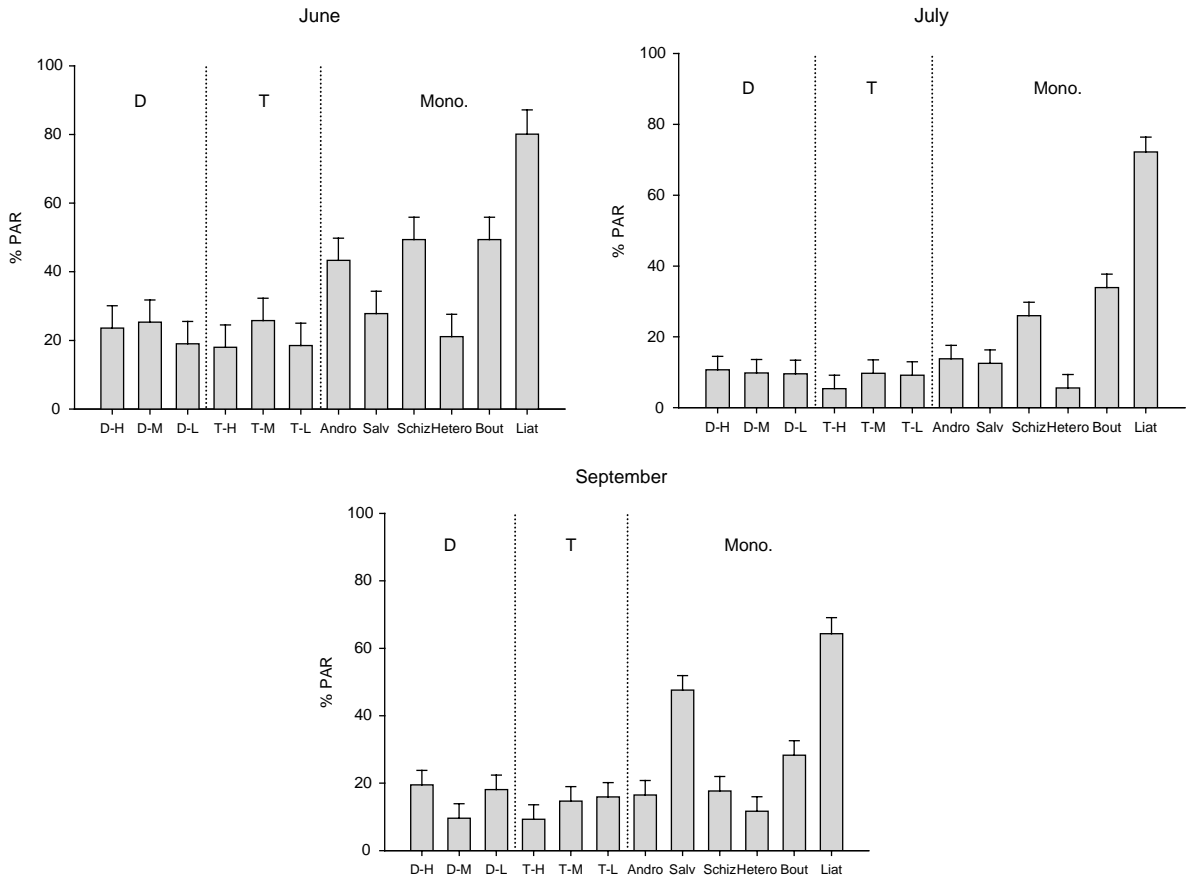 June
% PAR
100
80
60
40
20
0
D
T
Mono.
D-H D-M D-L T-H T-M T-L Andro Salv Schiz Hetero Bout Liat
July
% PAR
100
80
60
40
20
0
D
T
Mono.
D-H D-M D-L T-H T-M T-L Andro Salv Schiz Hetero Bout Liat
September
% PAR
100
80
60
40
20
0
D
T
Mono.
D-H D-M D-L T-H T-M T-L Andro Salv Schiz Hetero Bout Liat